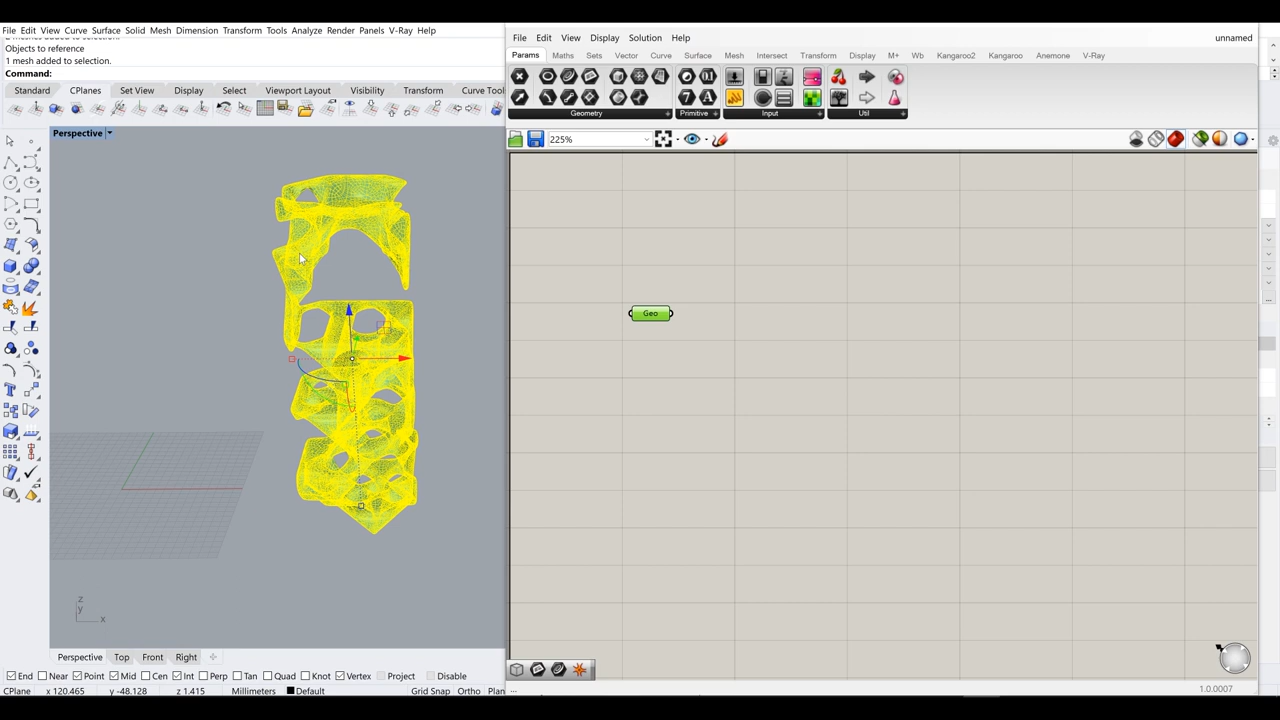 File Edit View Curve Surface Solid Mesh Dimension Transform Tools Analyze Render Panels V-Ray Help
Objects to reference
1 mesh added to selection.
Command:
Standard CPlanes Set View Display Select Viewport Layout Visibility Transform Curve Tool
Perspective
z
y
x
Perspective Top Front Right
End Near Point Mid Cen Int Perp Tan Quad Knot Vertex Project Disable
CPlane x 120.465 y -48.128 z 1.415 Millimeters Default Grid Snap Ortho Plan
File Edit View Display Solution Help unnamed
Params Maths Sets Vector Curve Surface Mesh Intersect Transform Display M+ Wb Kangaroo2 Kangaroo Anemone V-Ray
Geometry Primitive Input Util
225%
Geo
...
1.0.0007